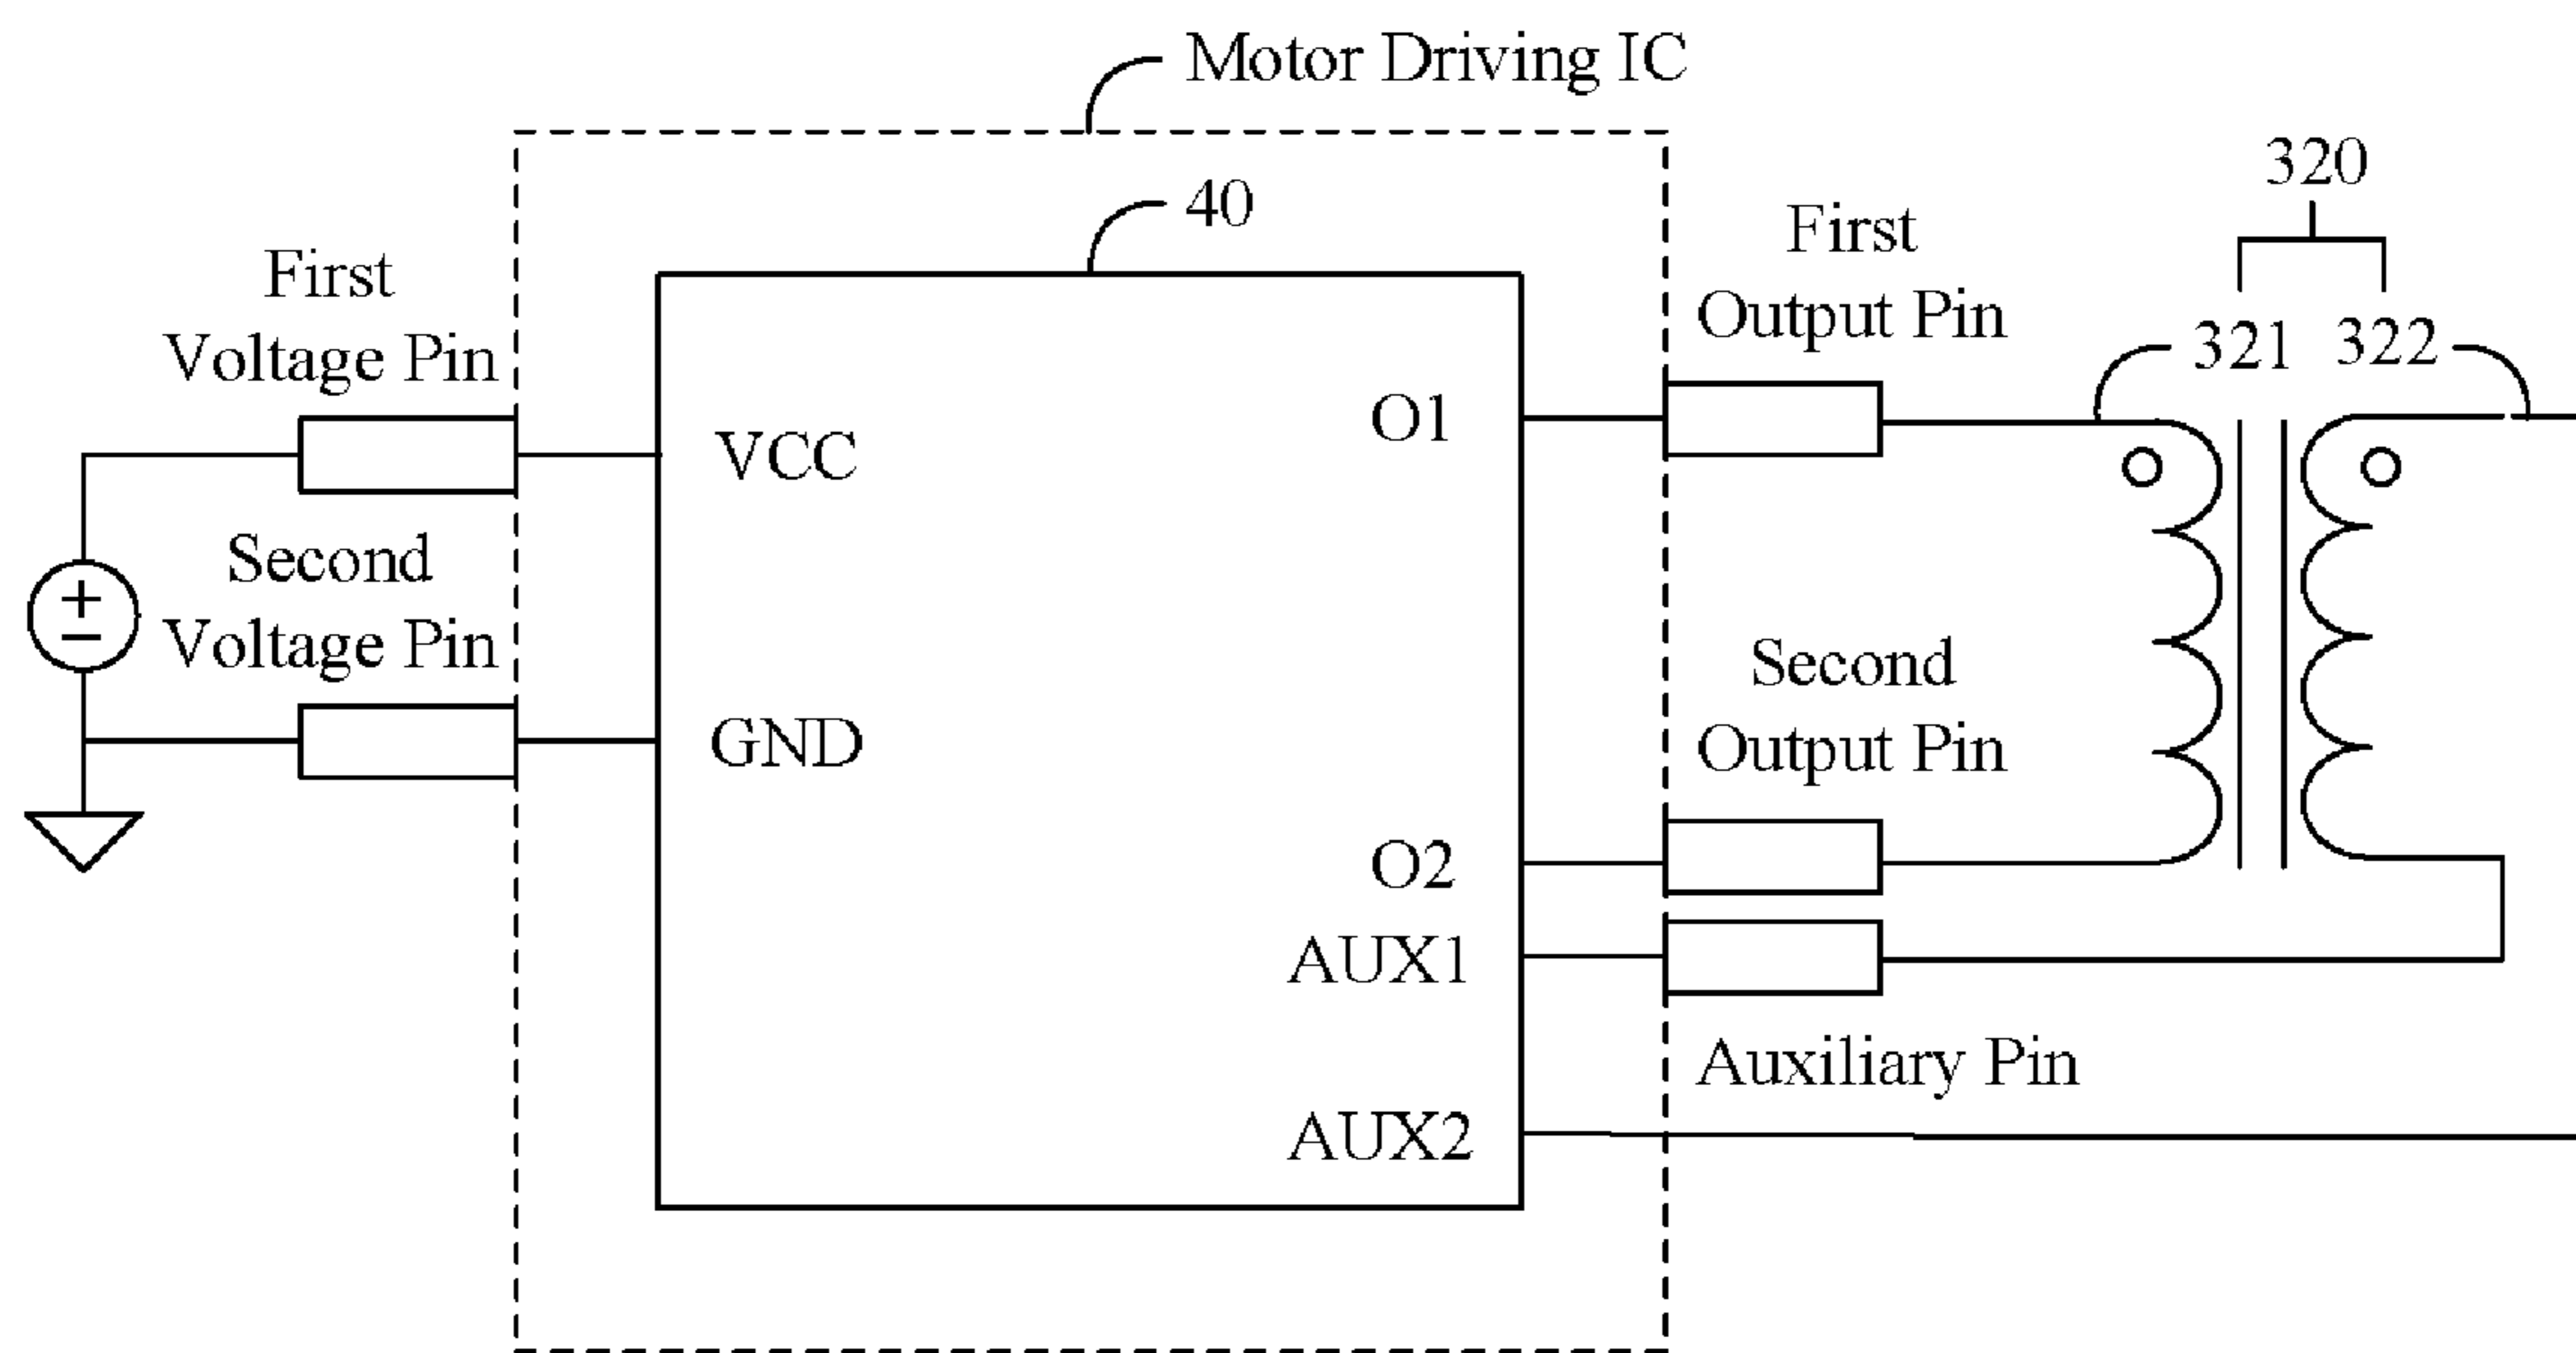 Motor Driving IC
40
320
First
Output Pin
321
322
First
Voltage Pin
VCC
O1
+
−
Second
Voltage Pin
GND
Second
Output Pin
O2
AUX1
Auxiliary Pin
AUX2